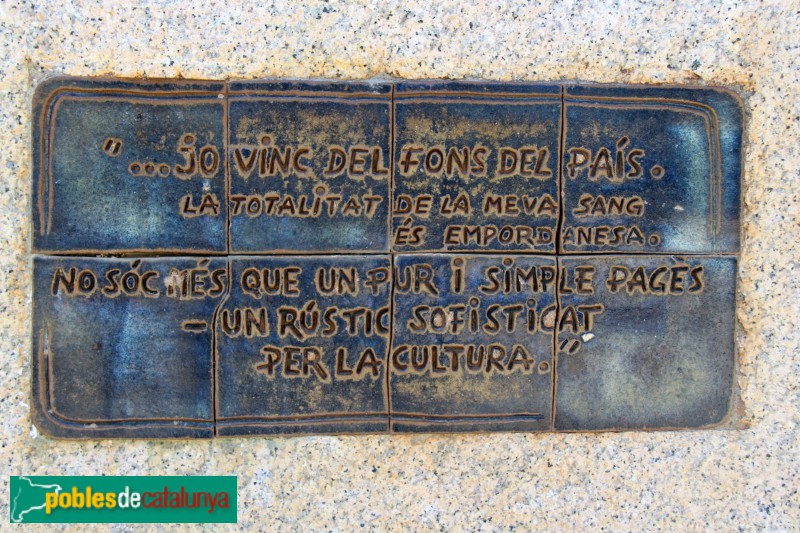 "...JO VINC DEL FONS DEL PAÍS.
LA TOTALITAT DE LA MEVA SANG
ÉS EMPORDANESA.
NO SÓC MÉS QUE UN PUR I SIMPLE PAGÈS
- UN RÚSTIC SOFISTICAT
PER LA CULTURA."
poblesdecatalunya